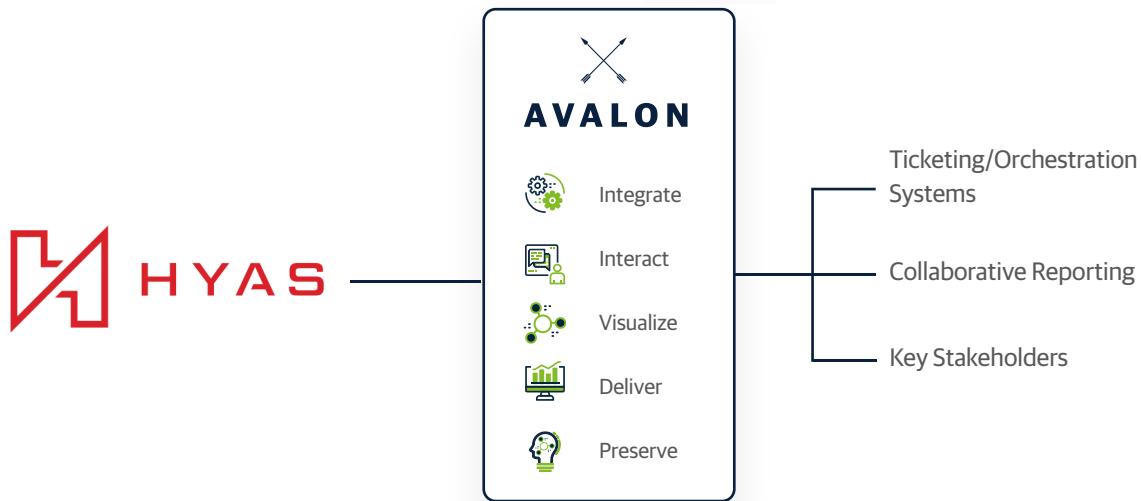 HYAS
AVALON
Integrate
Interact
Visualize
Deliver
Preserve
Ticketing/Orchestration
Systems
Collaborative Reporting
Key Stakeholders